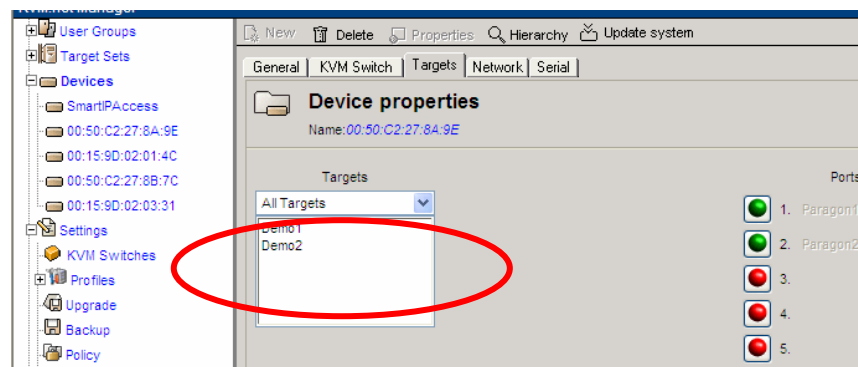 KVM.net Manager
User Groups
Target Sets
Devices
SmartIPAccess
00:50:C2:27:8A:9E
00:15:9D:02:01:4C
00:50:C2:27:8B:7C
00:15:9D:02:03:31
Settings
KVM Switches
Profiles
Upgrade
Backup
Policy
New Delete Properties Hierarchy Update system
General KVM Switch Targets Network Serial
Device properties
Name:00:50:C2:27:8A:9E
Targets
All Targets
Demo1
Demo2
Ports
1. Paragon1
2. Paragon2
3.
4.
5.